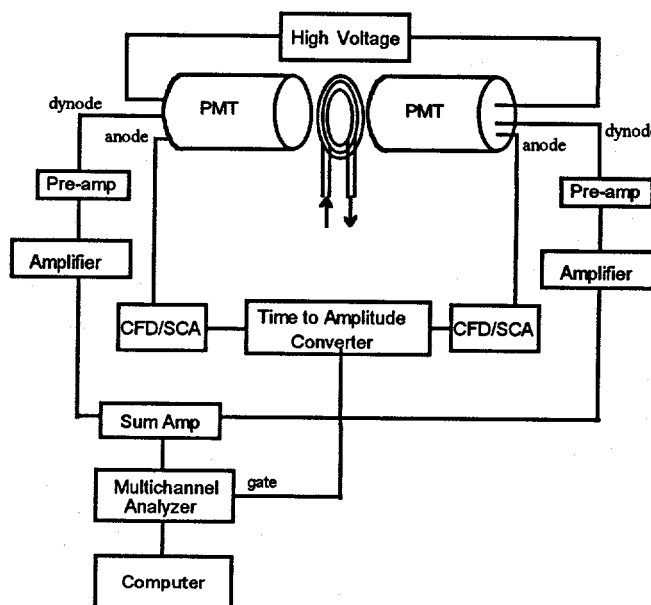 High Voltage
dynode
PMT
PMT
anode
anode
dynode
Pre-amp
Pre-amp
Amplifier
Amplifier
CFD/SCA
Time to Amplitude
Converter
CFD/SCA
Sum Amp
Multichannel
Analyzer
gate
Computer